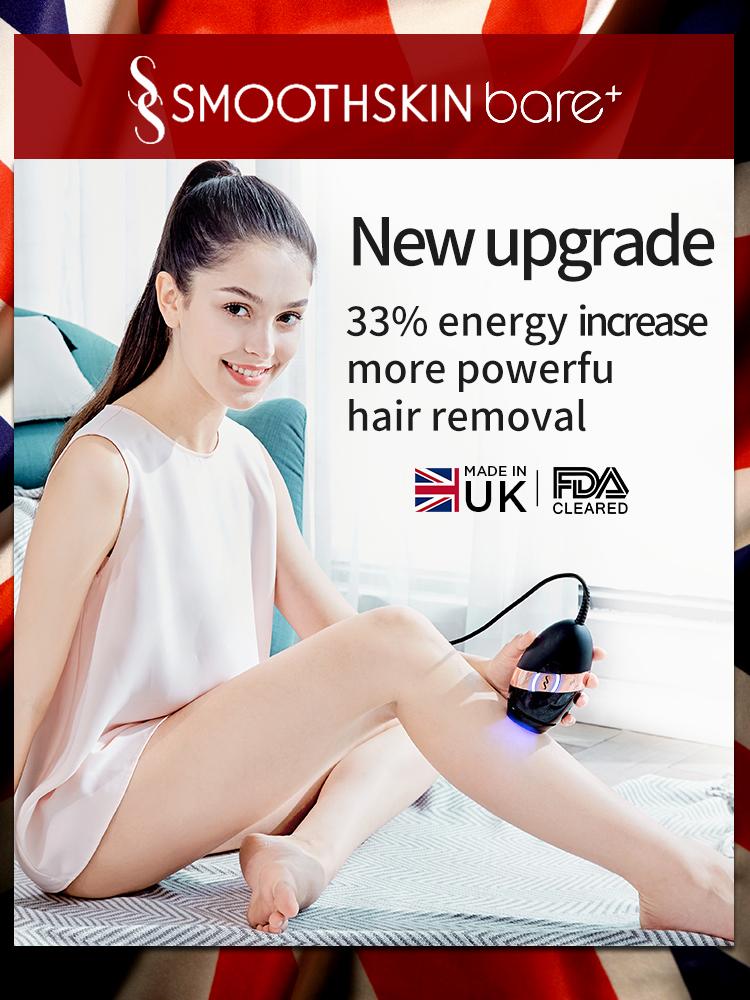 SMOOTHSKIN bare+
New upgrade
33% energy increase
more powerfu
hair removal
MADE IN
UK
FDA
CLEARED